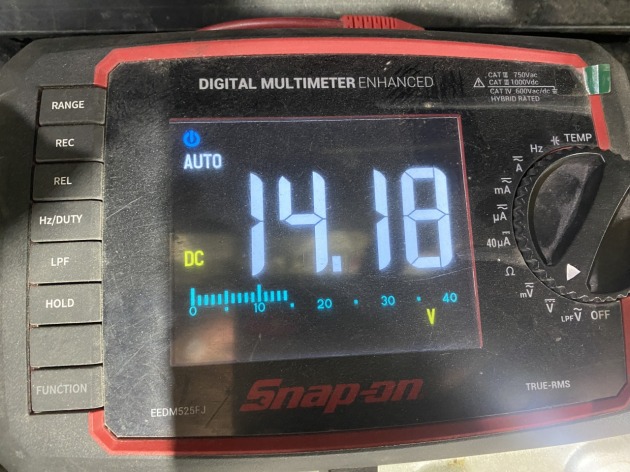 DIGITAL MULTIMETER ENHANCED
CAT III 750Vac
CAT III 1000Vdc
CAT IV 600Vac/dc
HYBRID RATED
RANGE
REC
REL
Hz/DUTY
LPF
HOLD
FUNCTION
AUTO
14.18
DC
0 10 20 30 40
V
TEMP
Hz
A
mA
µA
40µA
Ω
mV
V
LPF V
OFF
Snap-on
EEDM525FJ
TRUE-RMS